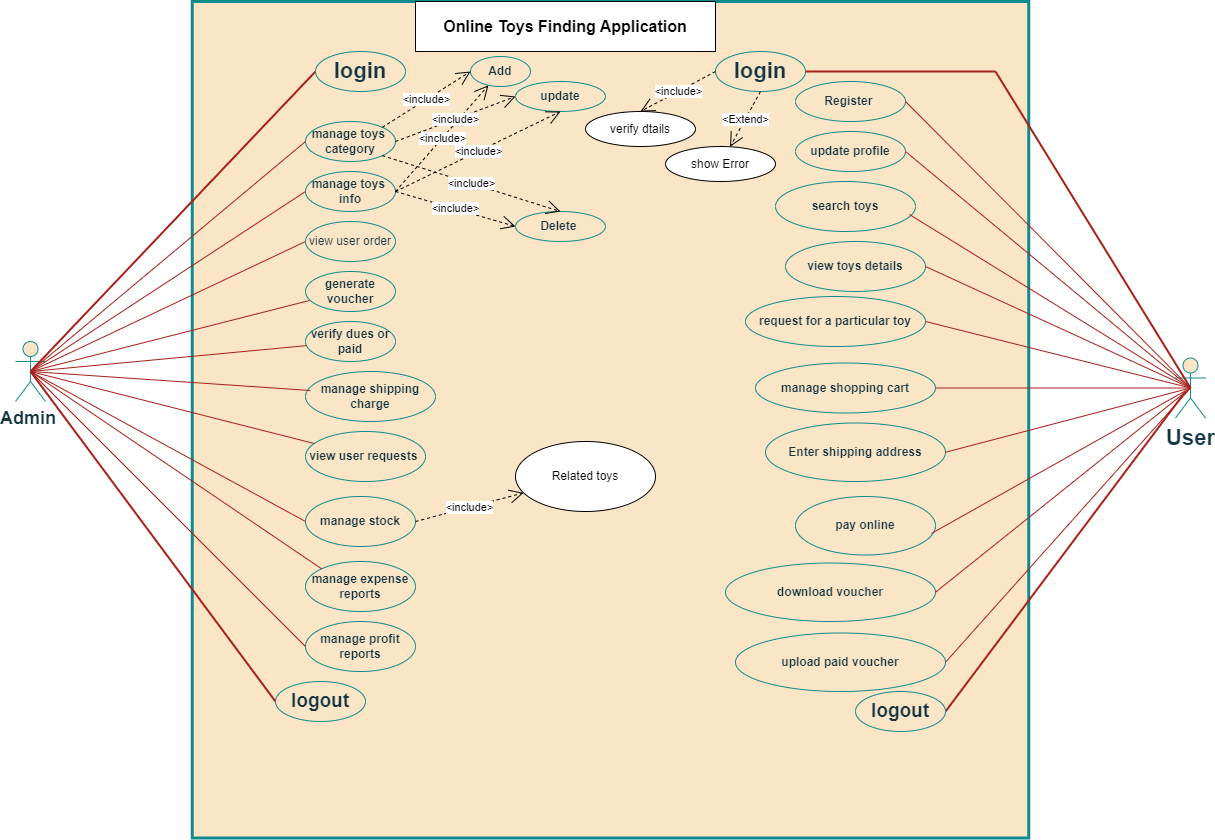 Online Toys Finding Application
login
Add
login
<include>
update
<include>
Register
<include>
<include>
verify dtails
<Extend>
manage toys
category
<include>
<include>
show Error
update profile
manage toys
info
<include>
<include>
search toys
Delete
view user order
view toys details
generate
voucher
request for a particular toy
verify dues or
paid
manage shipping
charge
manage shopping cart
Admin
User
view user requests
Enter shipping address
Related toys
<include>
manage stock
pay online
manage expense
reports
download voucher
manage profit
reports
upload paid voucher
logout
logout